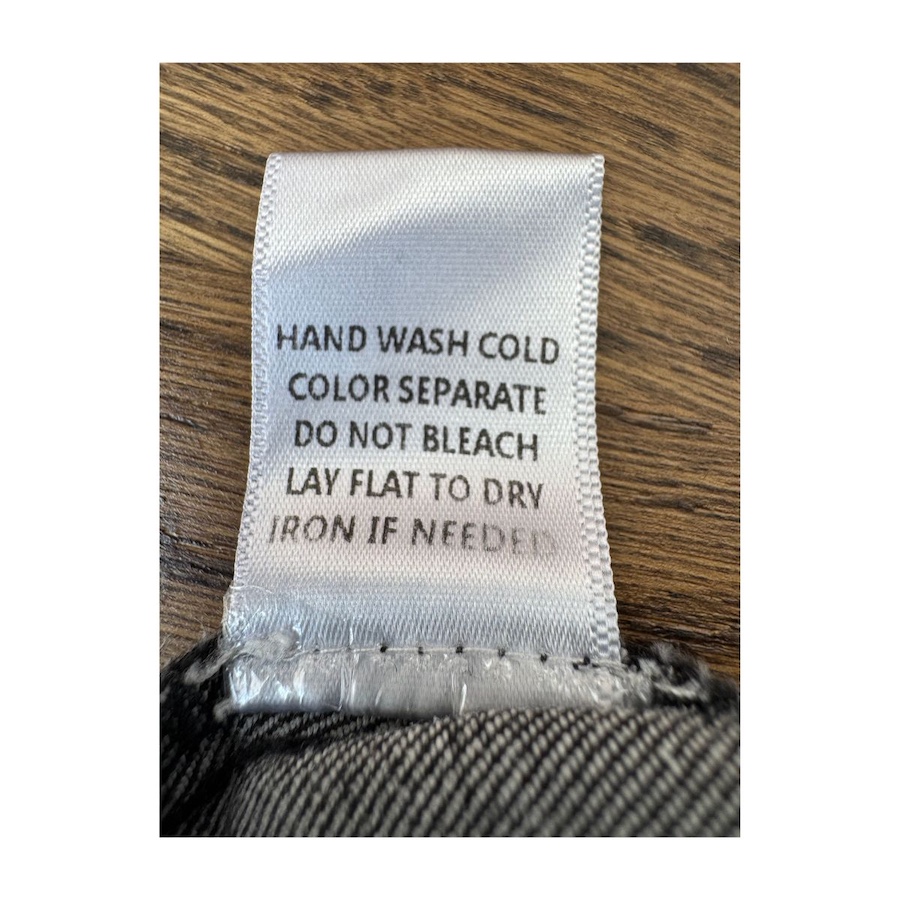 HAND WASH COLD
COLOR SEPARATE
DO NOT BLEACH
LAY FLAT TO DRY
IRON IF NEEDED